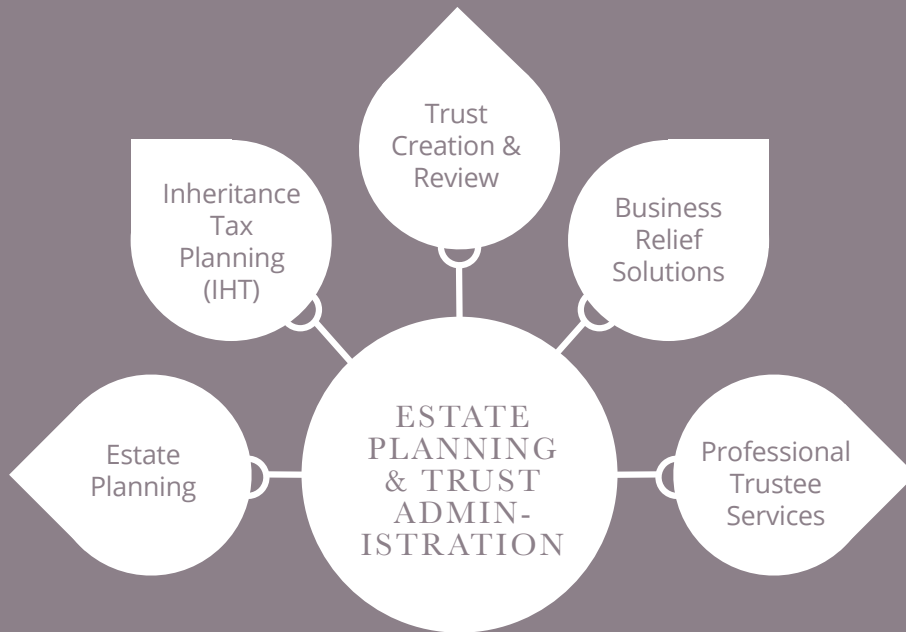 Trust
Creation &
Review
Inheritance
Tax
Planning
(IHT)
Business
Relief
Solutions
Estate
Planning
ESTATE
PLANNING
& TRUST
ADMIN-
ISTRATION
Professional
Trustee
Services